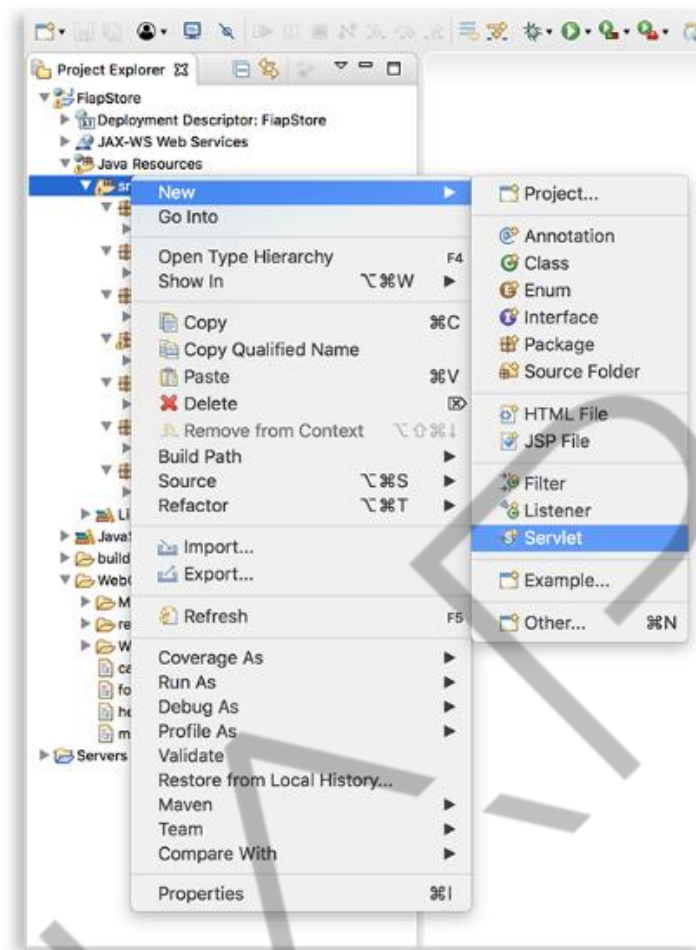 Project Explorer
FiapStore
Deployment Descriptor: FiapStore
JAX-WS Web Services
Java Resources
New
Go Into
Open Type Hierarchy F4
Show In ⌥⌘W
Copy ⌘C
Copy Qualified Name
Paste ⌘V
Delete ⌦
Remove from Context ⌥⇧⌘↓
Build Path
Source ⌥⌘S
Refactor ⌥⌘T
Import...
Export...
Refresh F5
Coverage As
Run As
Debug As
Profile As
Validate
Restore from Local History...
Maven
Team
Compare With
Properties ⌘I
Project...
Annotation
Class
Enum
Interface
Package
Source Folder
HTML File
JSP File
Filter
Listener
Servlet
Example...
Other... ⌘N
build
Servers